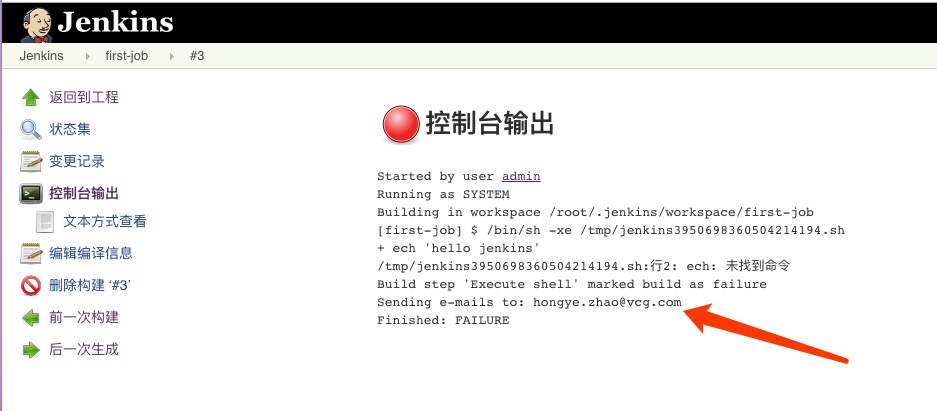 Jenkins
Jenkins first-job #3
返回到工程
状态集
变更记录
控制台输出
文本方式查看
编辑编译信息
删除构建 ‘#3’
前一次构建
后一次生成
控制台输出
Started by user admin
Running as SYSTEM
Building in workspace /root/.jenkins/workspace/first-job
[first-job] $ /bin/sh -xe /tmp/jenkins3950698360504214194.sh
+ ech 'hello jenkins'
/tmp/jenkins3950698360504214194.sh:行2: ech: 未找到命令
Build step 'Execute shell' marked build as failure
Sending e-mails to: hongye.zhao@vcg.com
Finished: FAILURE